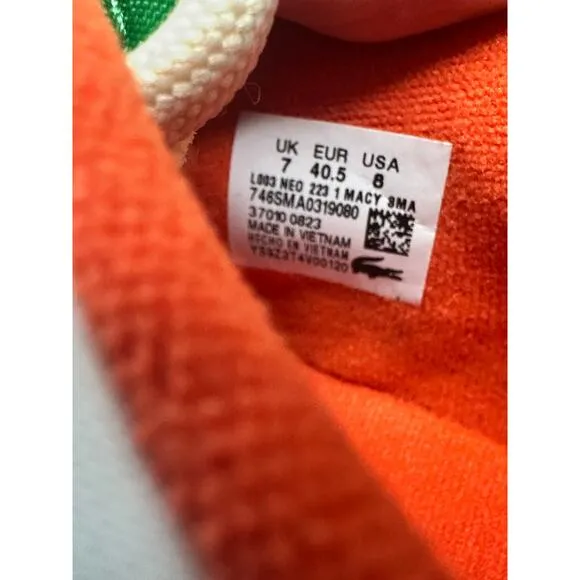 UK EUR USA
7 40.5 8
L003 NEO 223 1 MACY SMA
746SMA0319080
37010 0823
MADE IN VIETNAM
HECHO EN VIETNAM
YS9Z3T4V00120